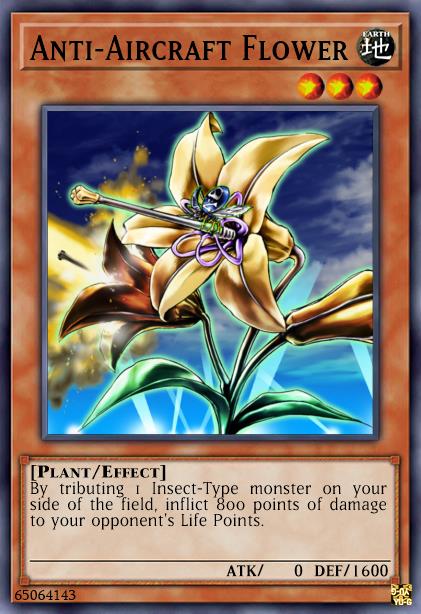 ANTI-AIRCRAFT FLOWER
EARTH
地
[PLANT/EFFECT]
By tributing 1 Insect-Type monster on your
side of the field, inflict 800 points of damage
to your opponent's Life Points.
ATK/ 0 DEF/1600
65064143